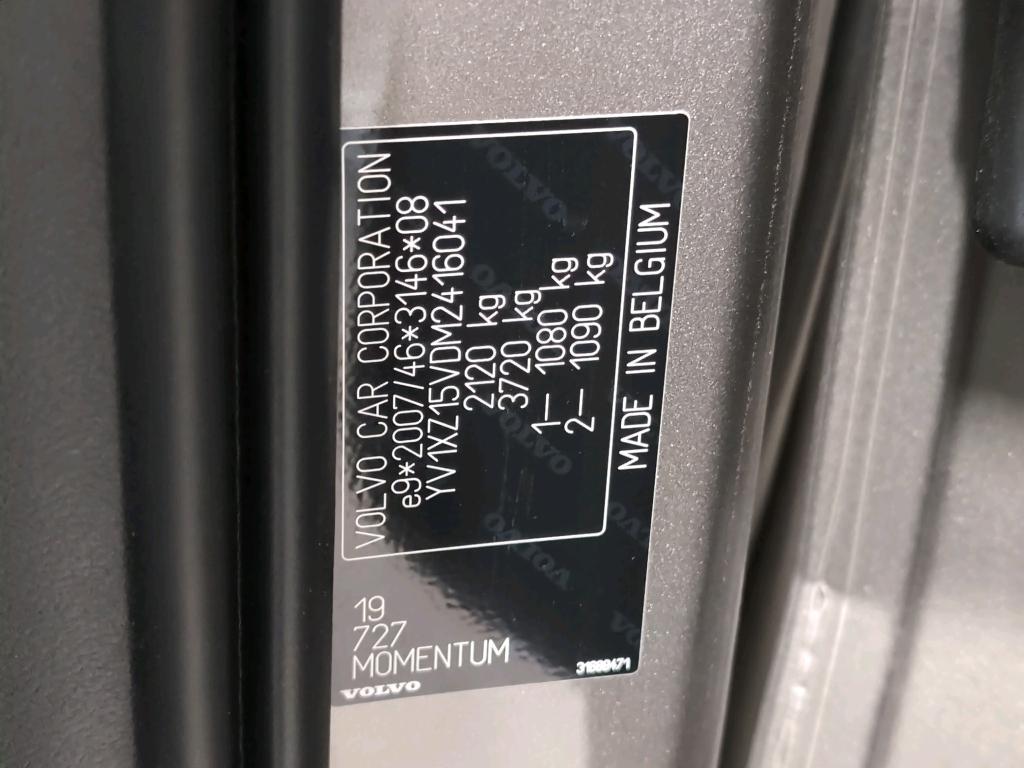 VOLVO CAR CORPORATION
e9*2007/46*3146*08
YV1XZ15VDM2416041
2120 kg
3720 kg
1– 1080 kg
2– 1090 kg
MADE IN BELGIUM
19
727
MOMENTUM
VOLVO
31689471